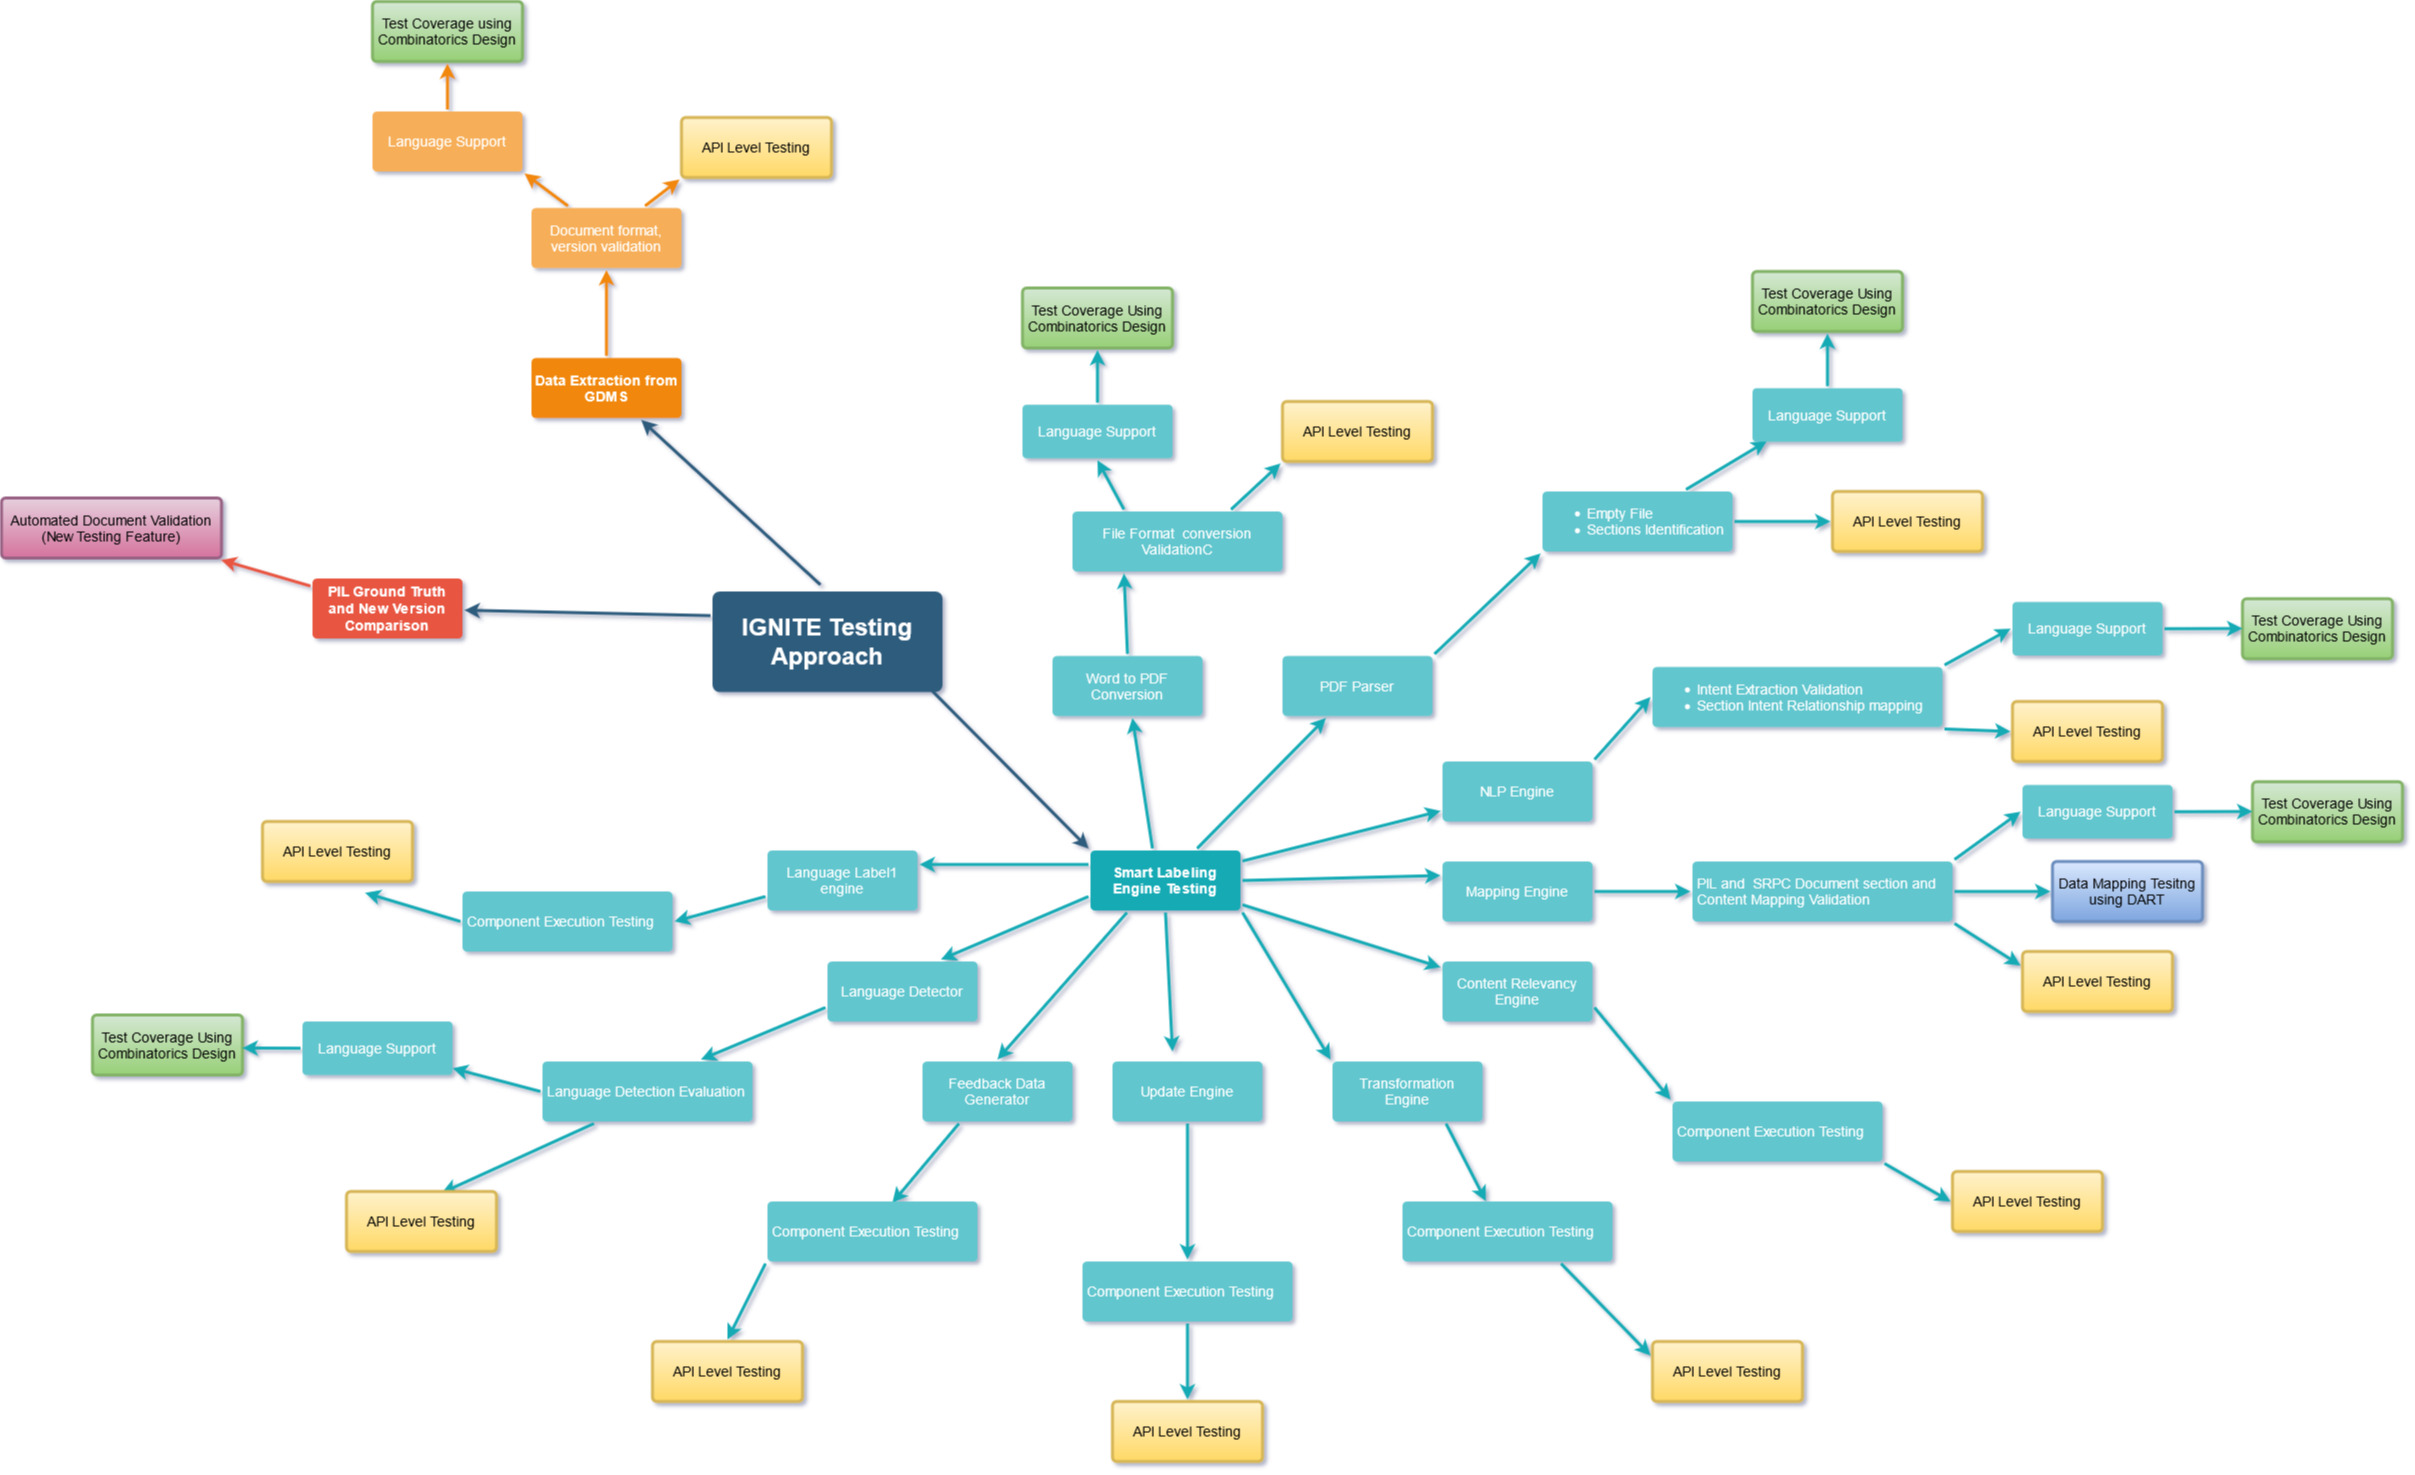 Test Coverage using
Combinatorics Design
Language Support
API Level Testing
Document format,
version validation
Data Extraction from
GDMS
Automated Document Validation
(New Testing Feature)
PIL Ground Truth
and New Version
Comparison
IGNITE Testing
Approach
Test Coverage Using
Combinatorics Design
Language Support
API Level Testing
File Format conversion
ValidationC
Word to PDF
Conversion
PDF Parser
Test Coverage Using
Combinatorics Design
Language Support
• Empty File
• Sections Identification
API Level Testing
Language Support
Test Coverage Using
Combinatorics Design
• Intent Extraction Validation
• Section Intent Relationship mapping
API Level Testing
NLP Engine
Language Support
Test Coverage Using
Combinatorics Design
Smart Labeling
Engine Testing
Mapping Engine
PIL and SRPC Document section and
Content Mapping Validation
Data Mapping Tesitng
using DART
API Level Testing
API Level Testing
Component Execution Testing
Language Label1
engine
Language Detector
Content Relevancy
Engine
Test Coverage Using
Combinatorics Design
Language Support
Language Detection Evaluation
Feedback Data
Generator
Update Engine
Transformation
Engine
Component Execution Testing
API Level Testing
API Level Testing
Component Execution Testing
Component Execution Testing
Component Execution Testing
API Level Testing
API Level Testing
API Level Testing